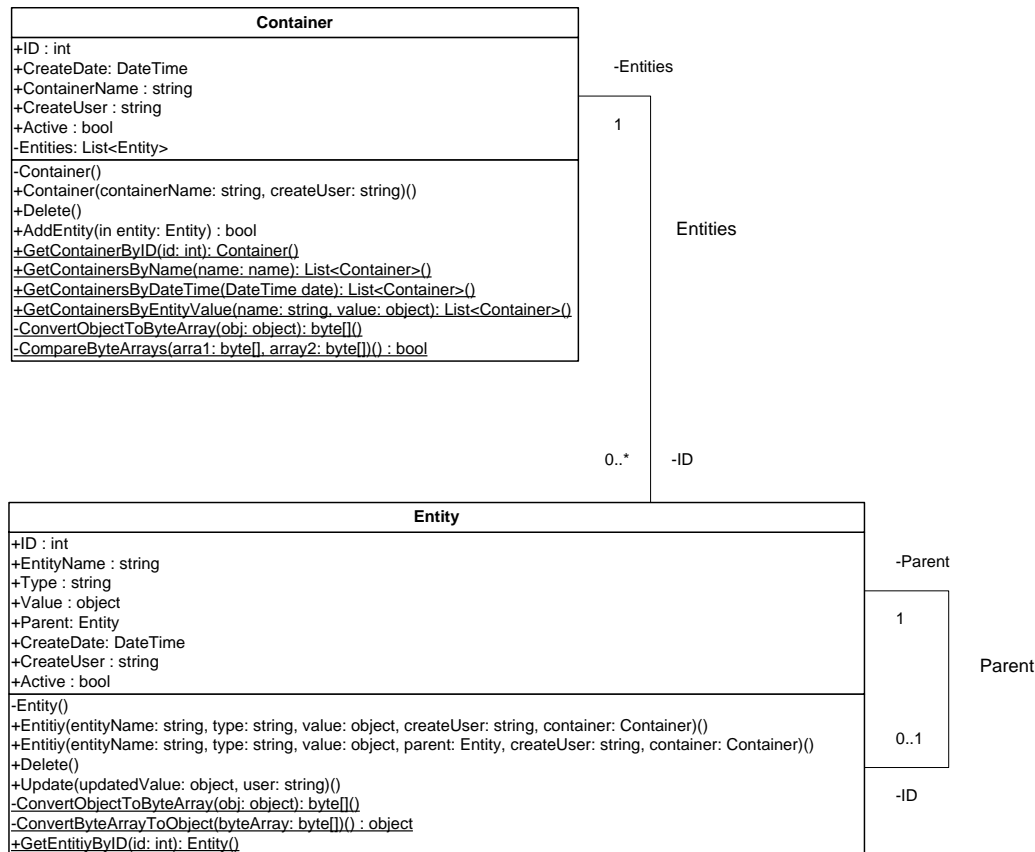 Container
+ID : int
+CreateDate: DateTime
+ContainerName : string
+CreateUser : string
+Active : bool
-Entities: List<Entity>
-Container()
+Container(containerName: string, createUser: string)()
+Delete()
+AddEntity(in entity: Entity) : bool
+GetContainerByID(id: int): Container()
+GetContainersByName(name: name): List<Container>()
+GetContainersByDateTime(DateTime date): List<Container>()
+GetContainersByEntityValue(name: string, value: object): List<Container>()
-ConvertObjectToByteArray(obj: object): byte[]()
-CompareByteArrays(arra1: byte[], array2: byte[])() : bool
-Entities
1
Entities
0..*
-ID
Entity
+ID : int
+EntityName : string
+Type : string
+Value : object
+Parent: Entity
+CreateDate: DateTime
+CreateUser : string
+Active : bool
-Entity()
+Entitiy(entityName: string, type: string, value: object, createUser: string, container: Container)()
+Entitiy(entityName: string, type: string, value: object, parent: Entity, createUser: string, container: Container)()
+Delete()
+Update(updatedValue: object, user: string)()
-ConvertObjectToByteArray(obj: object): byte[]()
-ConvertByteArrayToObject(byteArray: byte[])() : object
+GetEntitiyByID(id: int): Entity()
-Parent
1
Parent
0..1
-ID